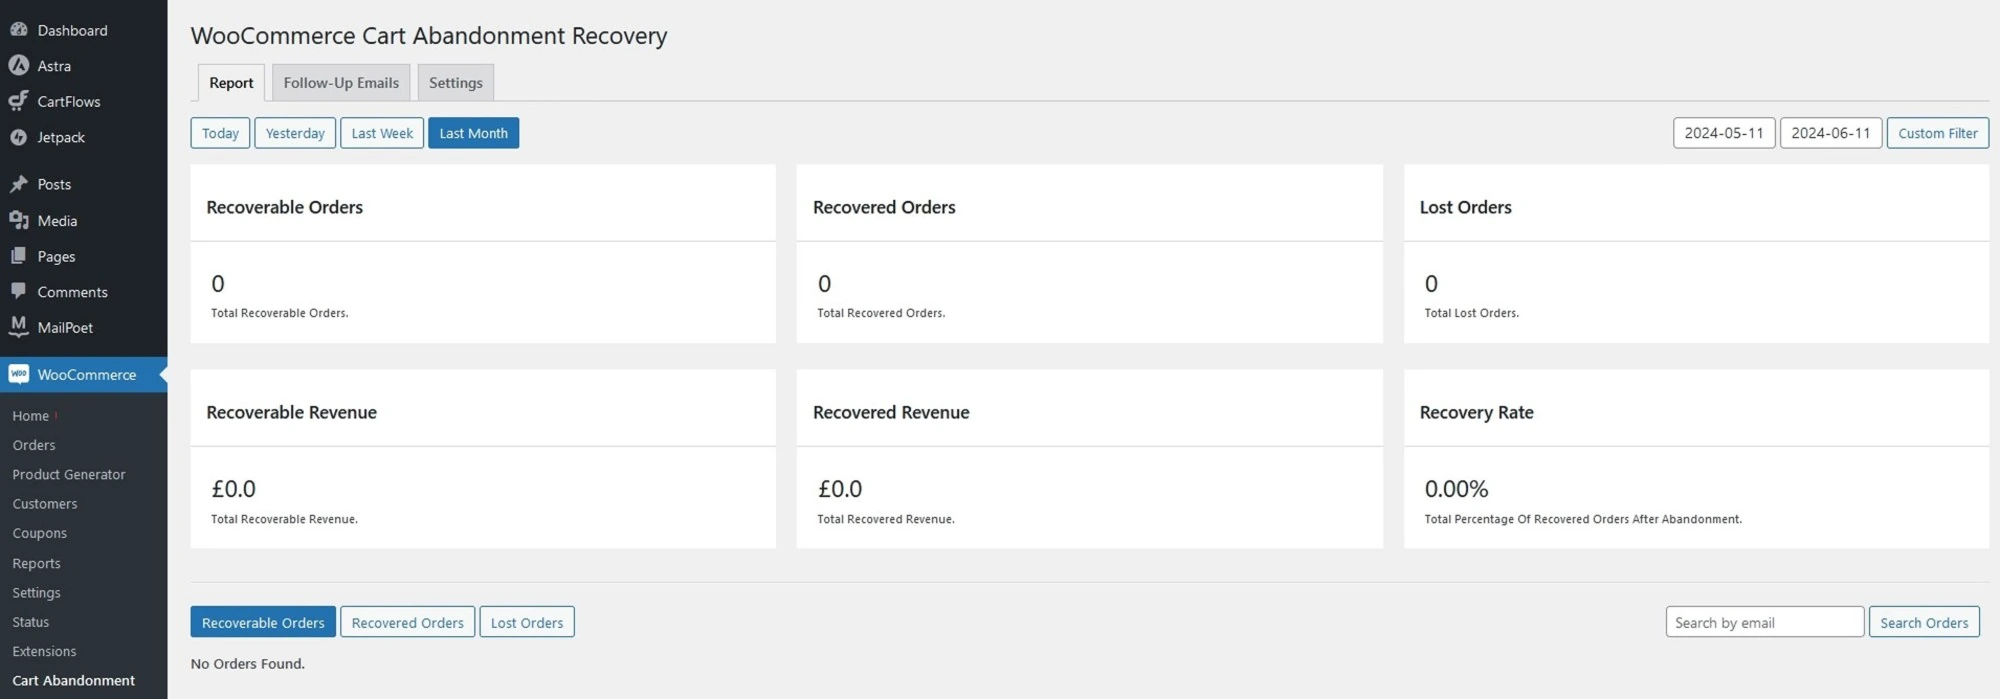 Dashboard
Astra
CartFlows
Jetpack
Posts
Media
Pages
Comments
MailPoet
WooCommerce
Home !
Orders
Product Generator
Customers
Coupons
Reports
Settings
Status
Extensions
Cart Abandonment
WooCommerce Cart Abandonment Recovery
Report Follow-Up Emails Settings
Today Yesterday Last Week Last Month 2024-05-11 2024-06-11 Custom Filter
Recoverable Orders Recovered Orders Lost Orders
0 0 0
Total Recoverable Orders. Total Recovered Orders. Total Lost Orders.
Recoverable Revenue Recovered Revenue Recovery Rate
£0.0 £0.0 0.00%
Total Recoverable Revenue. Total Recovered Revenue. Total Percentage Of Recovered Orders After Abandonment.
Recoverable Orders Recovered Orders Lost Orders Search by email Search Orders
No Orders Found.